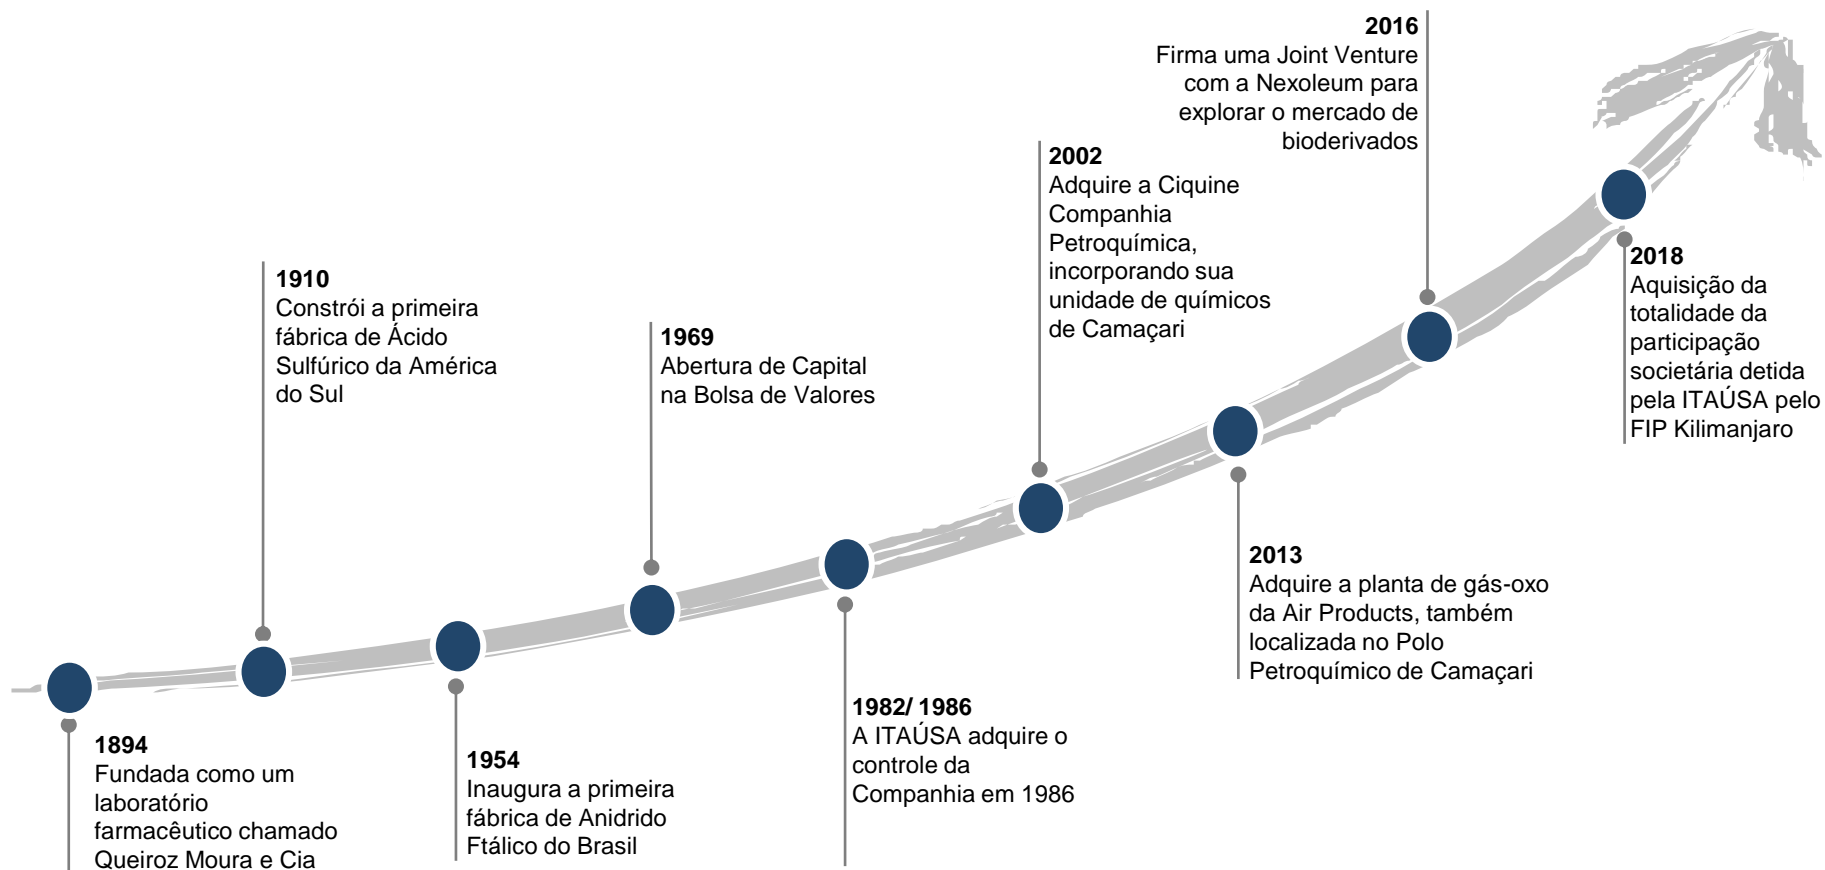 1894
Fundada como um
laboratório
farmacêutico chamado
Queiroz Moura e Cia
1910
Constrói a primeira
fábrica de Ácido
Sulfúrico da América
do Sul
1954
Inaugura a primeira
fábrica de Anidrido
Ftálico do Brasil
1969
Abertura de Capital
na Bolsa de Valores
1982/ 1986
A ITAÚSA adquire o
controle da
Companhia em 1986
2002
Adquire a Ciquine
Companhia
Petroquímica,
incorporando sua
unidade de químicos
de Camaçari
2013
Adquire a planta de gás-oxo
da Air Products, também
localizada no Polo
Petroquímico de Camaçari
2016
Firma uma Joint Venture
com a Nexoleum para
explorar o mercado de
bioderivados
2018
Aquisição da
totalidade da
participação
societária detida
pela ITAÚSA pelo
FIP Kilimanjaro